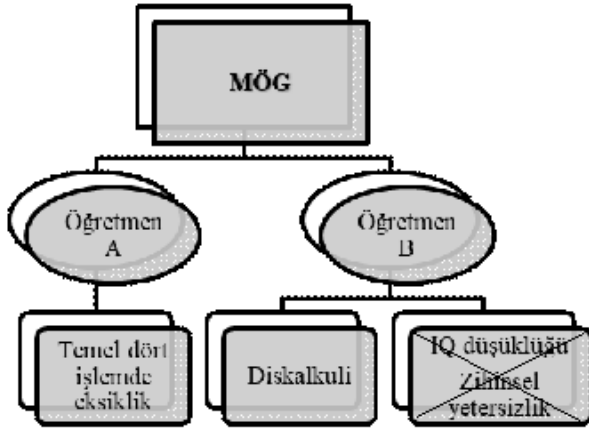 MÖG
Öğretmen
A
Öğretmen
B
Temel dört
işlemde
eksiklik
Diskalkuli
IQ düşüklüğü
Zihinsel
yetersizlik